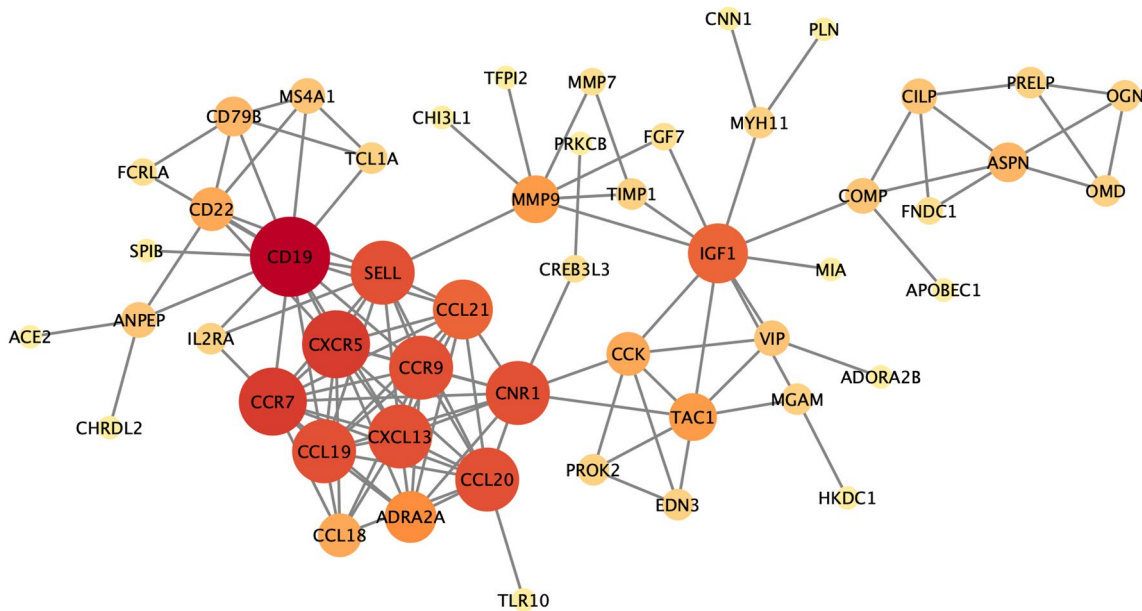 CNN1
PLN
TFPI2
MMP7
PRELP
OGN
CILP
MS4A1
CD79B
CHI3L1
PRKCB
FGF7
MYH11
TCL1A
FCRLA
ASPN
CD22
MMP9
TIMP1
COMP
FNDC1
OMD
SPIB
CD19
SELL
CREB3L3
IGF1
MIA
APOBEC1
ANPEP
CCL21
ACE2
IL2RA
CXCR5
CCR9
CCK
VIP
ADORA2B
CCR7
CNR1
MGAM
TAC1
CHRDL2
CCL19
CXCL13
PROK2
CCL20
HKDC1
EDN3
CCL18
ADRA2A
TLR10